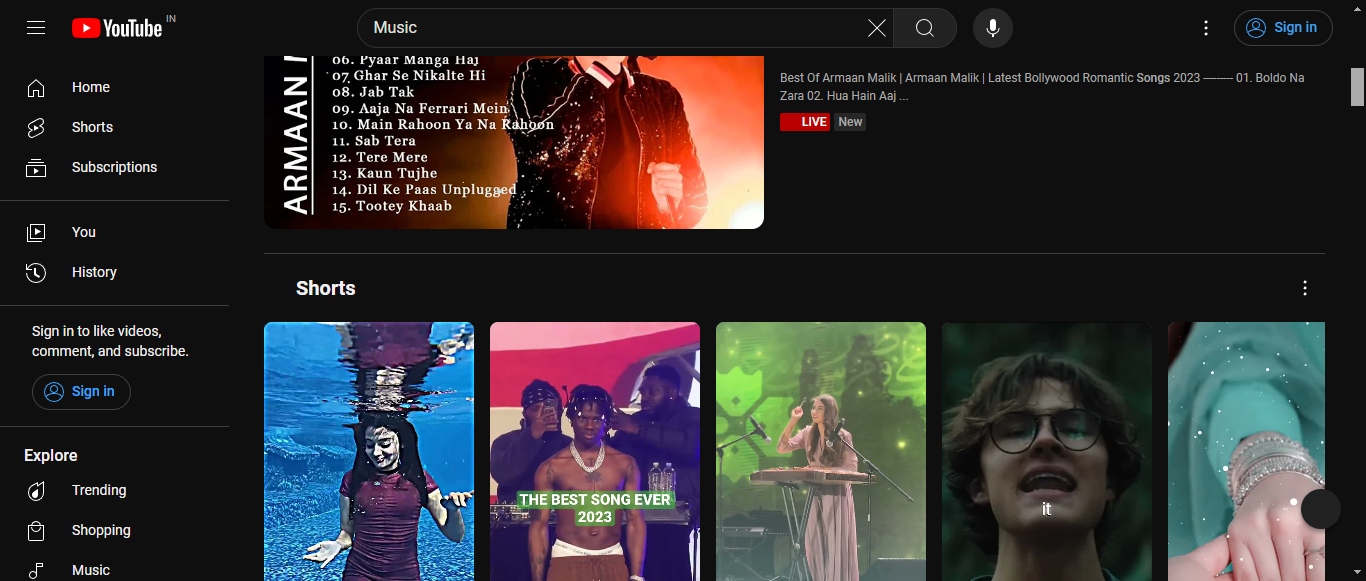 YouTube IN
Music
Sign in
Home
Shorts
Subscriptions
You
History
Sign in to like videos,
comment, and subscribe.
Sign in
Explore
Trending
Shopping
Music
ARMAAN
06. Pyaar Manga Hai
07. Ghar Se Nikalte Hi
08. Jab Tak
09. Aaja Na Ferrari Mein
10. Main Rahoon Ya Na Rahoon
11. Sab Tera
12. Tere Mere
13. Kaun Tujhe
14. Dil Ke Paas Unplugged
15. Tootey Khaab
Best Of Armaan Malik | Armaan Malik | Latest Bollywood Romantic Songs 2023 --------- 01. Boldo Na
Zara 02. Hua Hain Aaj ...
LIVE New
Shorts
THE BEST SONG EVER
2023
it